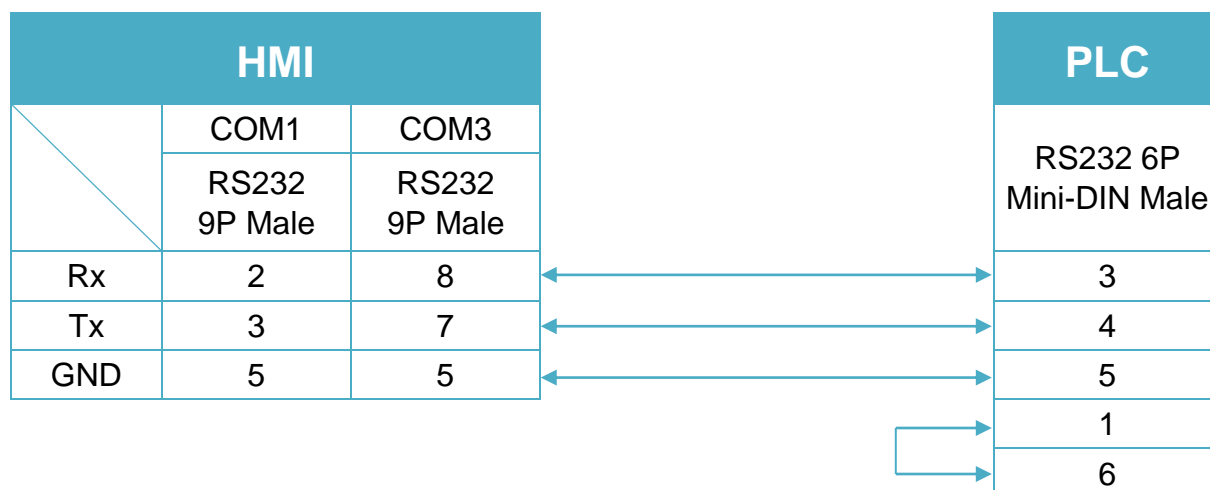 HMI
PLC
COM1 COM3
RS232 6P
Mini-DIN Male
RS232 RS232
9P Male 9P Male
Rx 2 8 3
Tx 3 7 4
GND 5 5 5
1
6